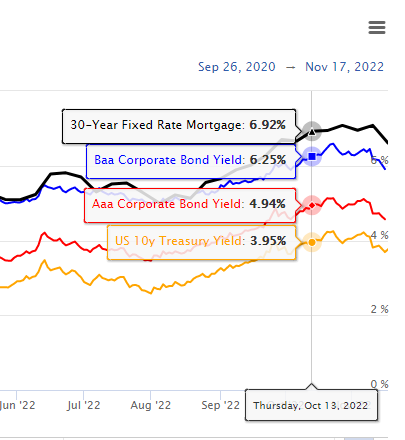 Sep 26, 2020 → Nov 17, 2022
30-Year Fixed Rate Mortgage: 6.92%
Baa Corporate Bond Yield: 6.25%
6 %
Aaa Corporate Bond Yield: 4.94%
US 10y Treasury Yield: 3.95%
4 %
2 %
0 %
Jun '22 Jul '22 Aug '22 Sep '22
Thursday, Oct 13, 2022